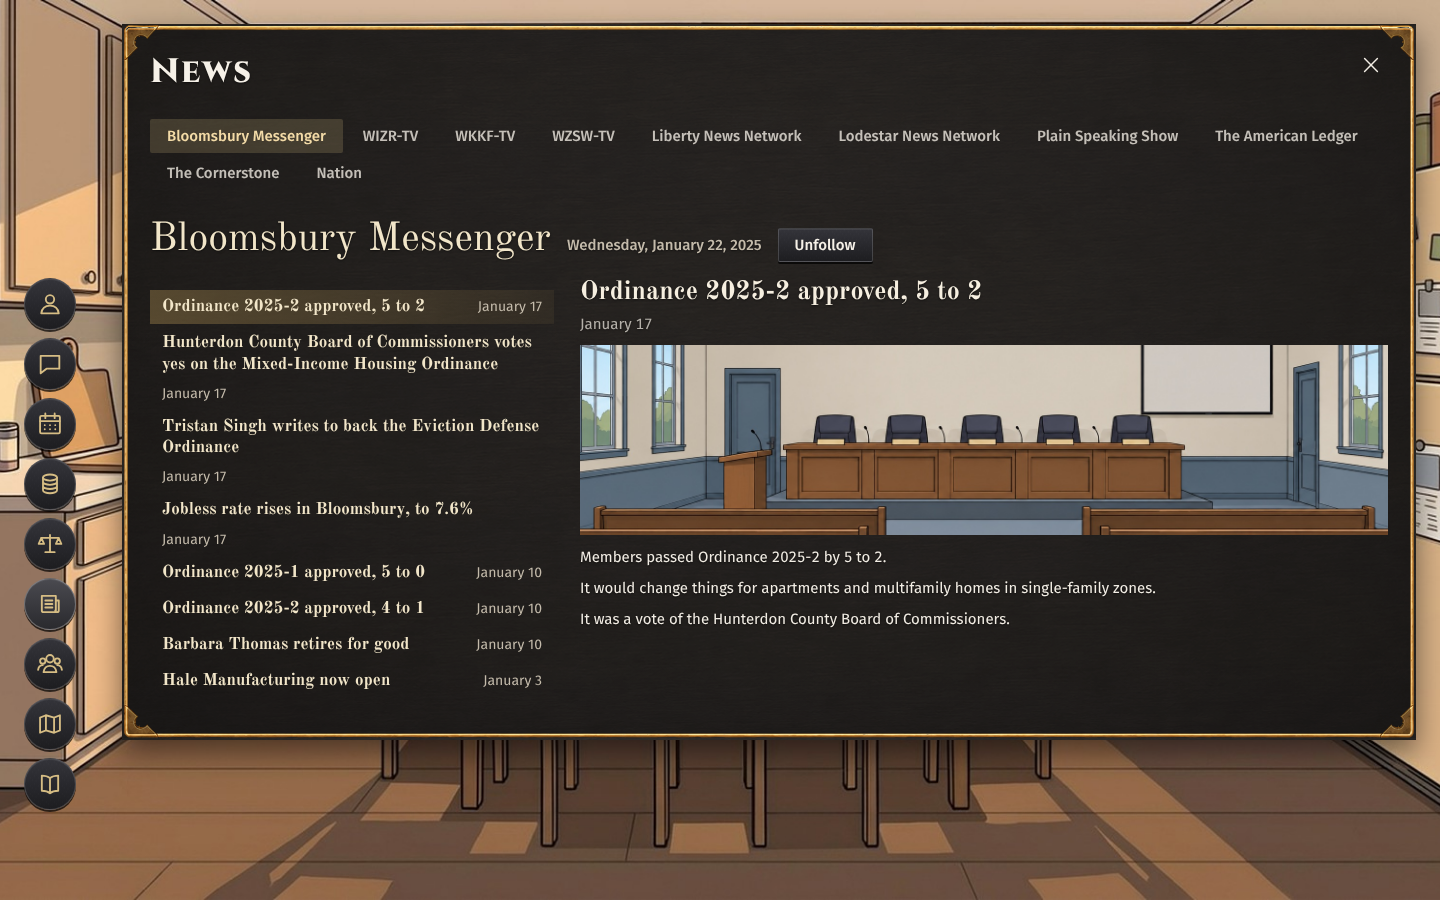 News
Bloomsbury Messenger
WIZR-TV
WKKF-TV
WZSW-TV
Liberty News Network
Lodestar News Network
Plain Speaking Show
The American Ledger
The Cornerstone
Nation
Bloomsbury Messenger
Wednesday, January 22, 2025
Unfollow
Ordinance 2025-2 approved, 5 to 2
January 17
Hunterdon County Board of Commissioners votes
yes on the Mixed-Income Housing Ordinance
January 17
Tristan Singh writes to back the Eviction Defense
Ordinance
January 17
Jobless rate rises in Bloomsbury, to 7.6%
January 17
Ordinance 2025-1 approved, 5 to 0
January 10
Ordinance 2025-2 approved, 4 to 1
January 10
Barbara Thomas retires for good
January 10
Hale Manufacturing now open
January 3
Ordinance 2025-2 approved, 5 to 2
January 17
Members passed Ordinance 2025-2 by 5 to 2.
It would change things for apartments and multifamily homes in single-family zones.
It was a vote of the Hunterdon County Board of Commissioners.